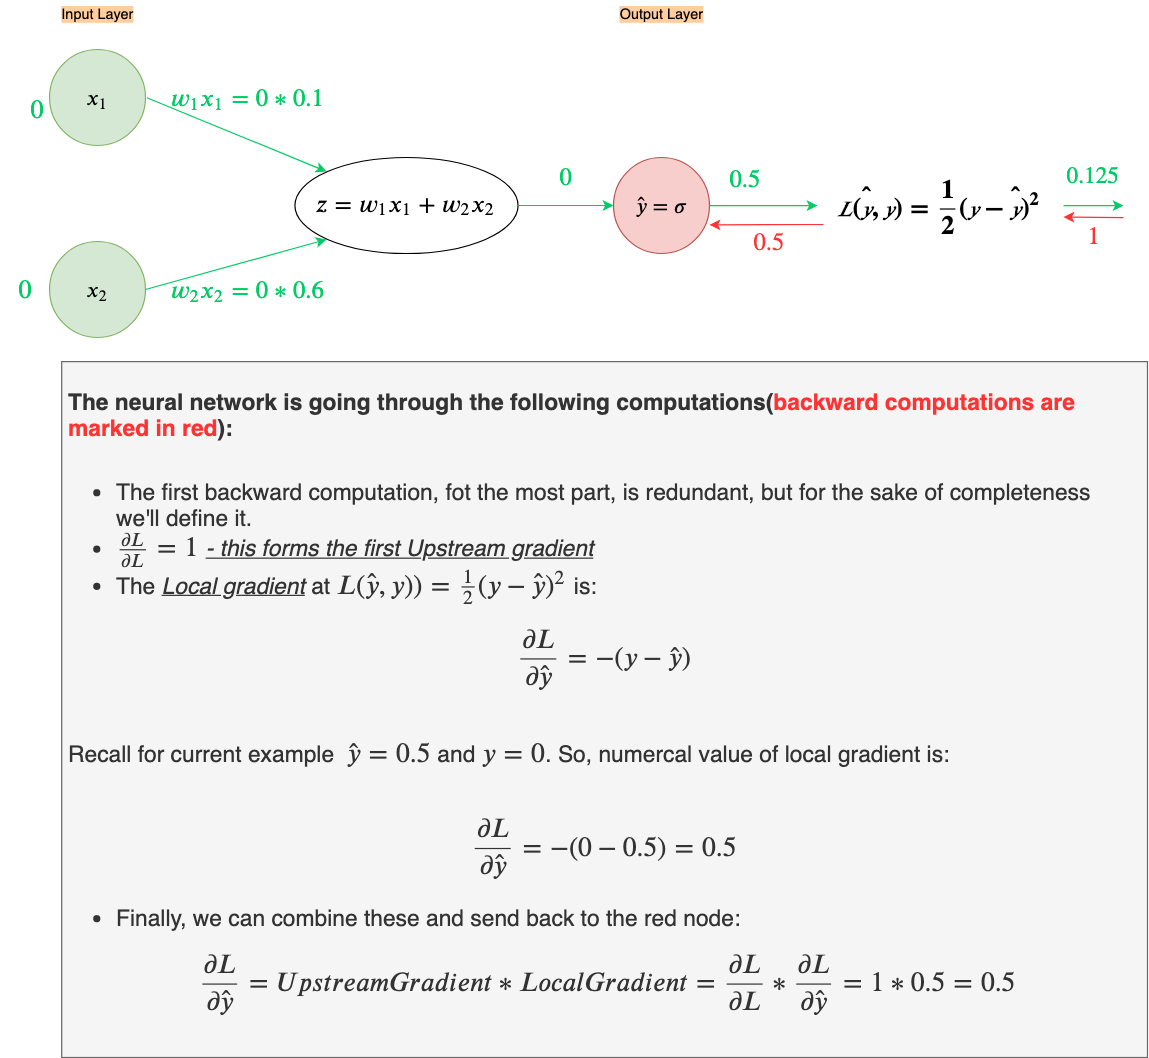 Input Layer
Output Layer
x₁
0
w₁x₁ = 0 * 0.1
z = w₁x₁ + w₂x₂
0
ŷ = σ
0.5
0.5
L(ŷ, y) = 1/2(y − ŷ)²
0.125
1
x₂
0
w₂x₂ = 0 * 0.6
The neural network is going through the following computations(backward computations are
marked in red):
• The first backward computation, fot the most part, is redundant, but for the sake of completeness
we'll define it.
• ∂L/∂L = 1 - this forms the first Upstream gradient
• The Local gradient at L(ŷ, y)) = 1/2(y − ŷ)² is:
∂L/∂ŷ = −(y − ŷ)
Recall for current example ŷ = 0.5 and y = 0. So, numercal value of local gradient is:
∂L/∂ŷ = −(0 − 0.5) = 0.5
• Finally, we can combine these and send back to the red node:
∂L/∂ŷ = UpstreamGradient * LocalGradient = ∂L/∂L * ∂L/∂ŷ = 1 * 0.5 = 0.5